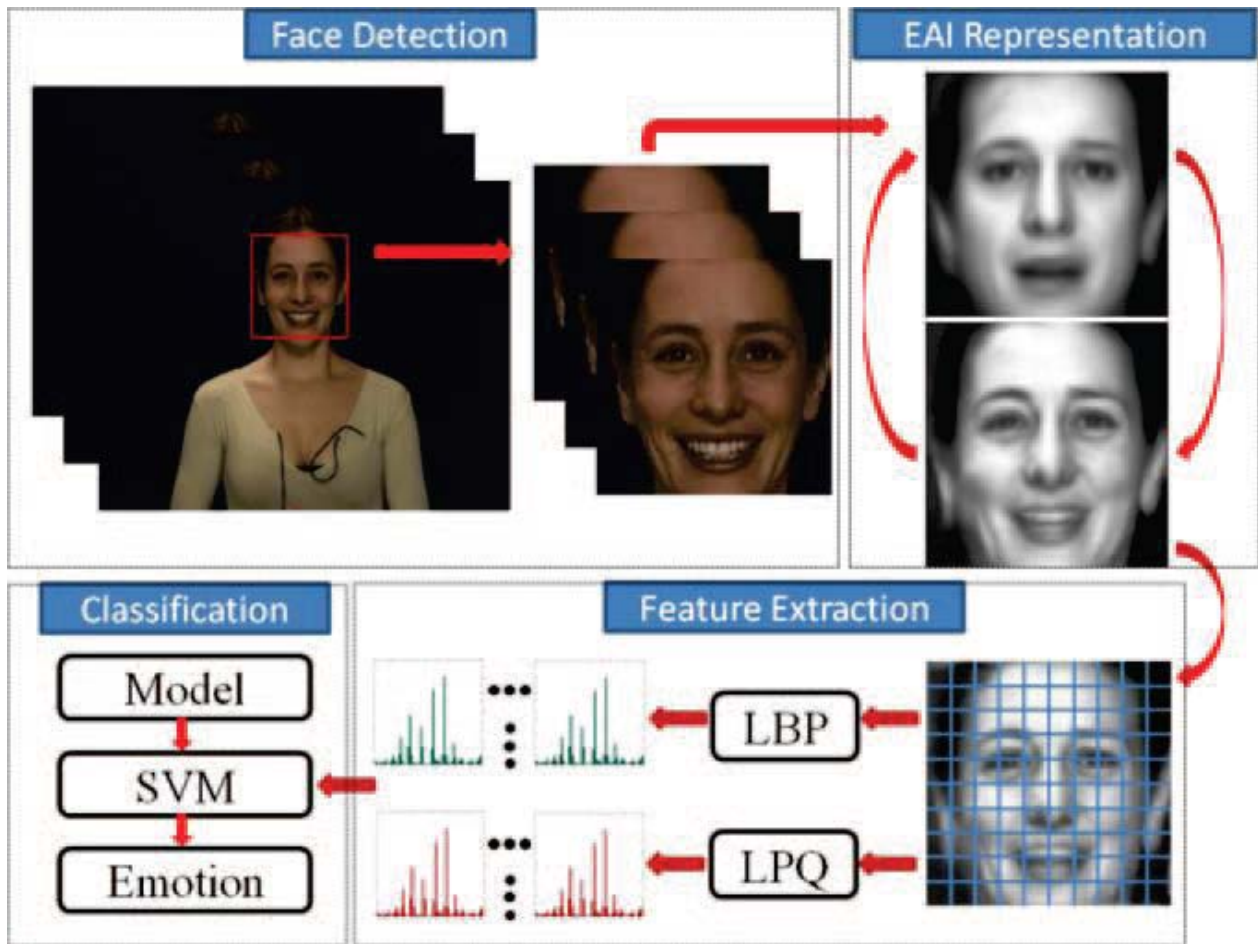 Face Detection
EAI Representation
Classification
Feature Extraction
Model
SVM
Emotion
LBP
LPQ